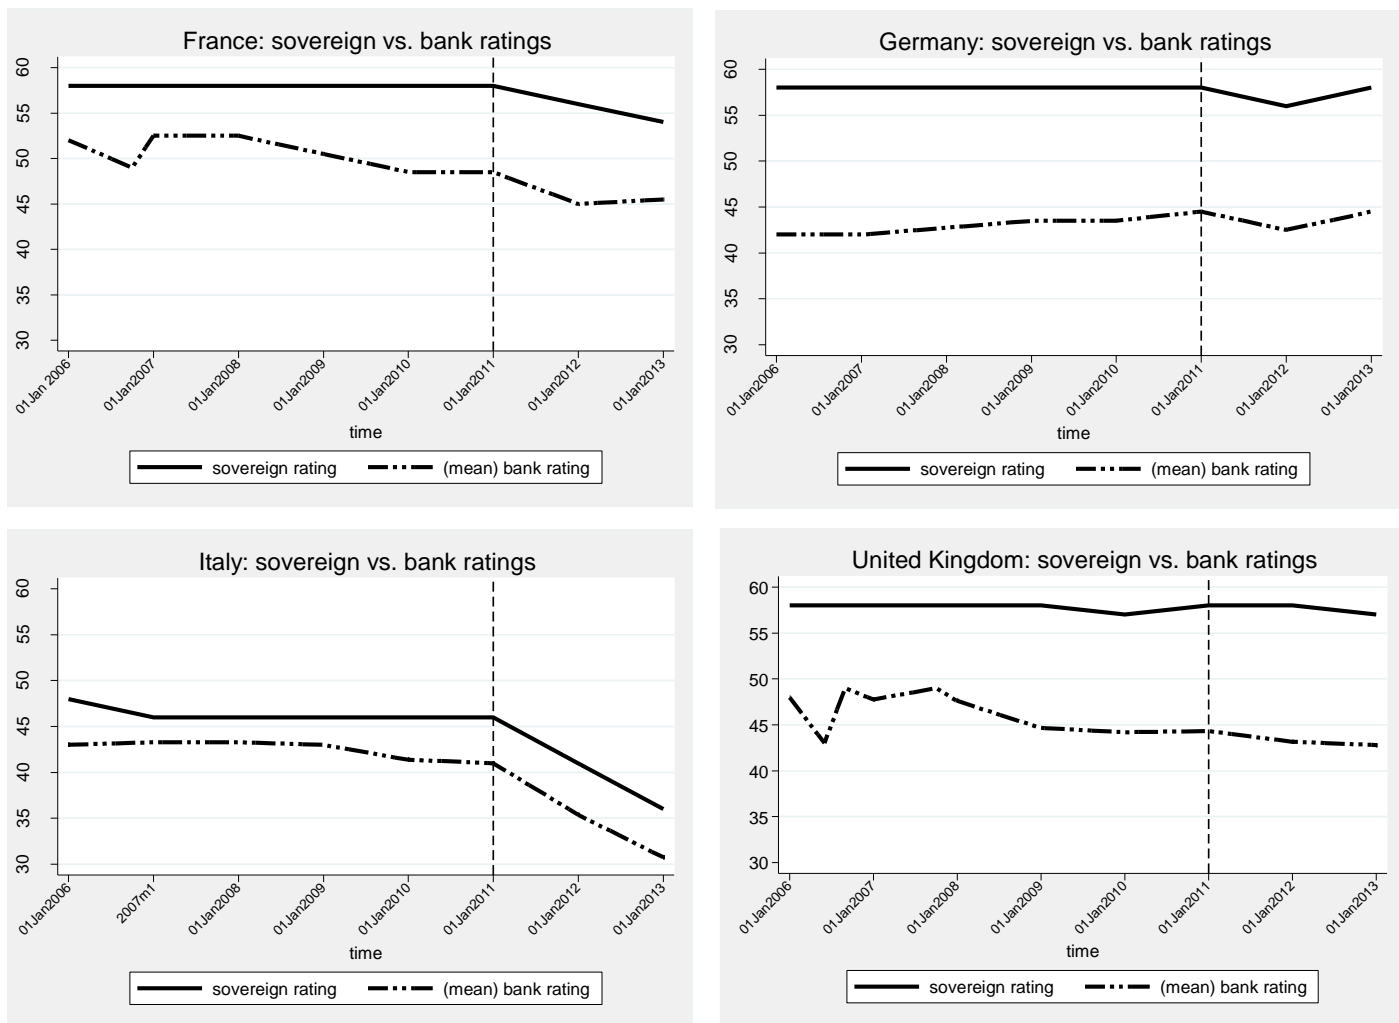 France: sovereign vs. bank ratings
60
55
50
45
40
35
30
01Jan 2006
01Jan2007
01Jan2008
01Jan2009
01Jan2010
01Jan2011
01Jan2012
01Jan2013
time
sovereign rating (mean) bank rating
Germany: sovereign vs. bank ratings
60
55
50
45
40
35
30
01Jan2006
01Jan2007
01Jan2008
01Jan2009
01Jan2010
01Jan2011
01Jan2012
01Jan2013
time
sovereign rating (mean) bank rating
Italy: sovereign vs. bank ratings
60
55
50
45
40
35
30
01Jan2006
2007m1
01Jan2008
01Jan2009
01Jan2010
01Jan2011
01Jan2012
01Jan2013
time
sovereign rating (mean) bank rating
United Kingdom: sovereign vs. bank ratings
60
55
50
45
40
35
30
01Jan2006
01Jan2007
01Jan2008
01Jan2009
01Jan2010
01Jan2011
01Jan2012
01Jan2013
time
sovereign rating (mean) bank rating